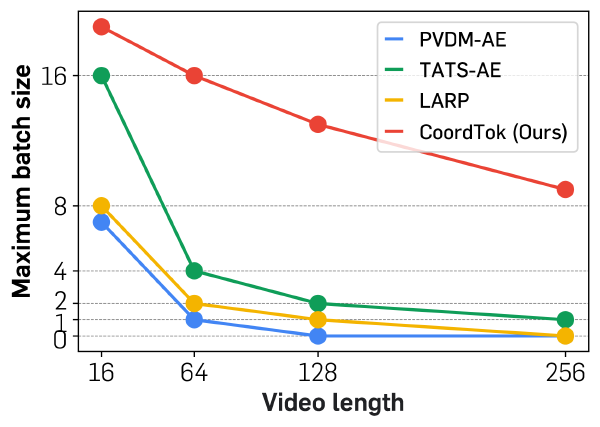 PVDM-AE
TATS-AE
LARP
CoordTok (Ours)
Maximum batch size
16
8
4
2
1
0
16 64 128 256
Video length